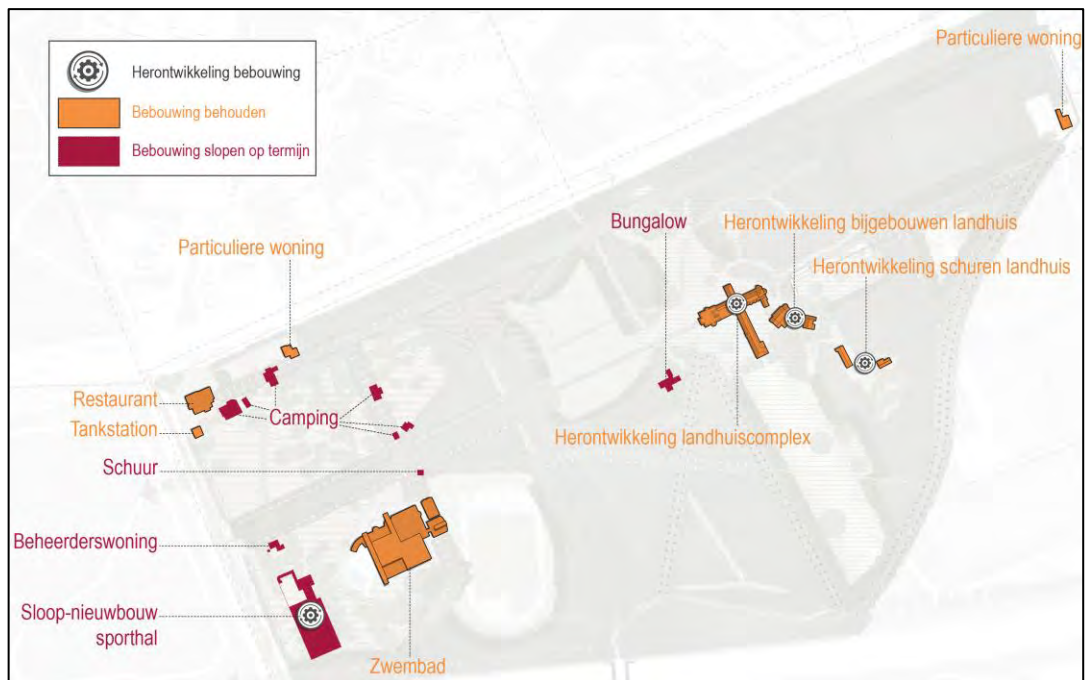 Herontwikkeling bebouwing
Bebouwing behouden
Bebouwing slopen op termijn
Particuliere woning
Bungalow
Herontwikkeling bijgebouwen landhuis
Particuliere woning
Herontwikkeling schuren landhuis
Restaurant
Camping
Tankstation
Herontwikkeling landhuiscomplex
Schuur
Beheerderswoning
Sloop-nieuwbouw
sporthal
Zwembad